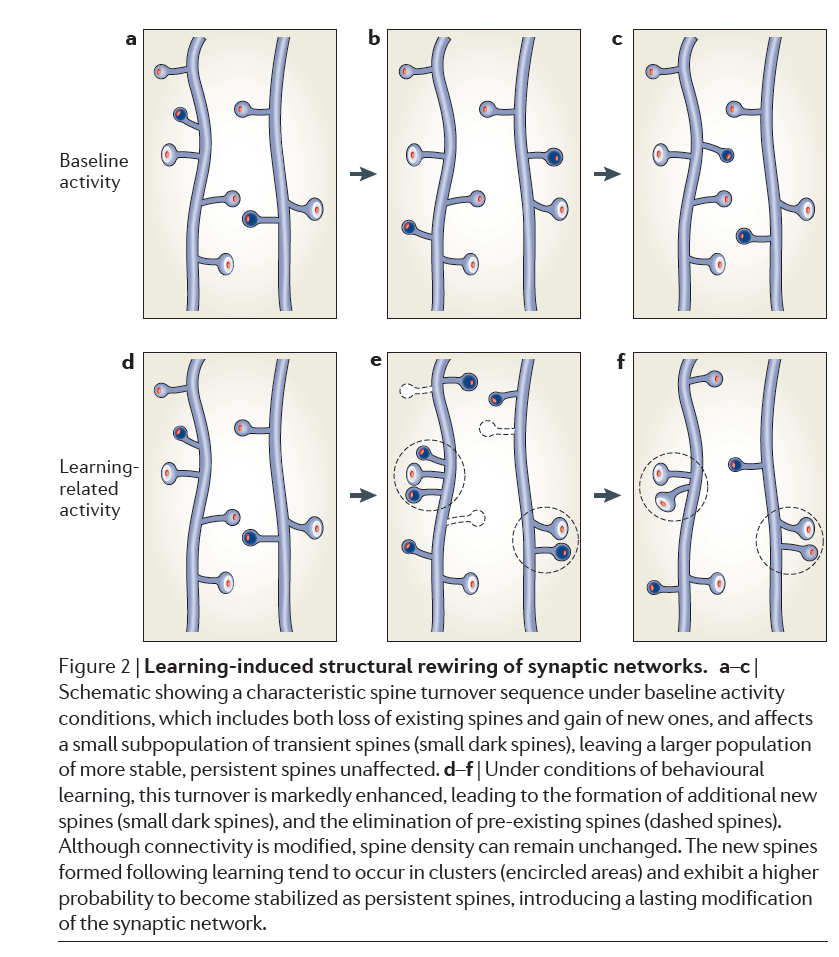 a
b
c
Baseline
activity
d
e
f
Learning-
related
activity
Figure 2 | Learning-induced structural rewiring of synaptic networks. a–c |
Schematic showing a characteristic spine turnover sequence under baseline activity
conditions, which includes both loss of existing spines and gain of new ones, and affects
a small subpopulation of transient spines (small dark spines), leaving a larger population
of more stable, persistent spines unaffected. d–f | Under conditions of behavioural
learning, this turnover is markedly enhanced, leading to the formation of additional new
spines (small dark spines), and the elimination of pre-existing spines (dashed spines).
Although connectivity is modified, spine density can remain unchanged. The new spines
formed following learning tend to occur in clusters (encircled areas) and exhibit a higher
probability to become stabilized as persistent spines, introducing a lasting modification
of the synaptic network.